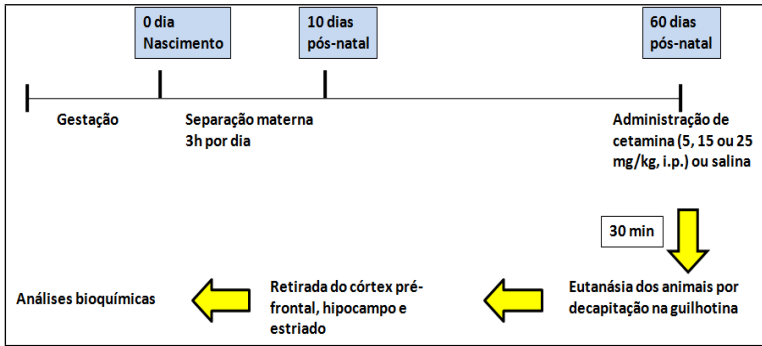 0 dia
Nascimento
10 dias
pós-natal
60 dias
pós-natal
Gestação
Separação materna
3h por dia
Administração de
cetamina (5, 15 ou 25
mg/kg, i.p.) ou salina
30 min
Eutanásia dos animais por
decapitação na guilhotina
Retirada do córtex pré-
frontal, hipocampo e
estriado
Análises bioquímicas